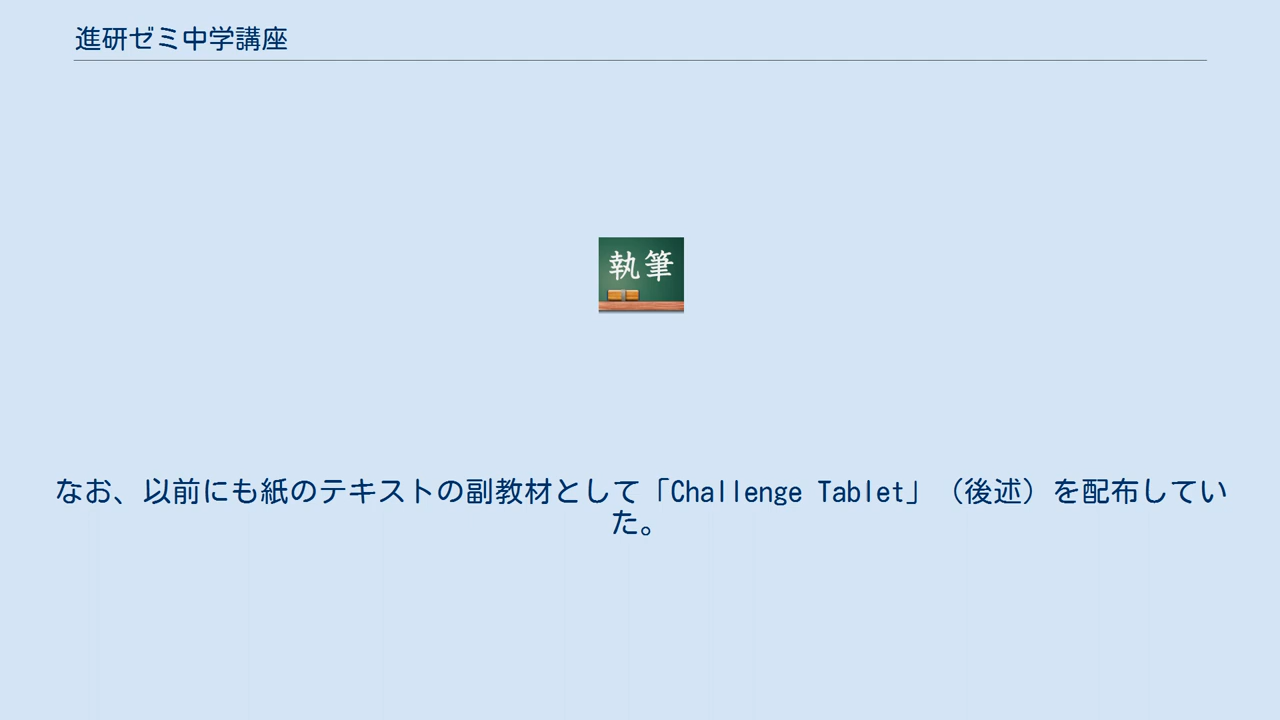 進研ゼミ中学講座
執筆
なお、以前にも紙のテキストの副教材として「Challenge Tablet」（後述）を配布してい
た。